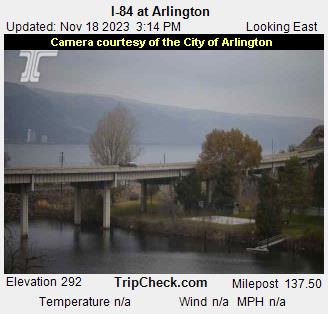 I-84 at Arlington
Updated: Nov 18 2023 3:14 PM Looking East
Camera courtesy of the City of Arlington
Elevation 292 TripCheck.com Milepost 137.50
Temperature n/a Wind n/a MPH n/a